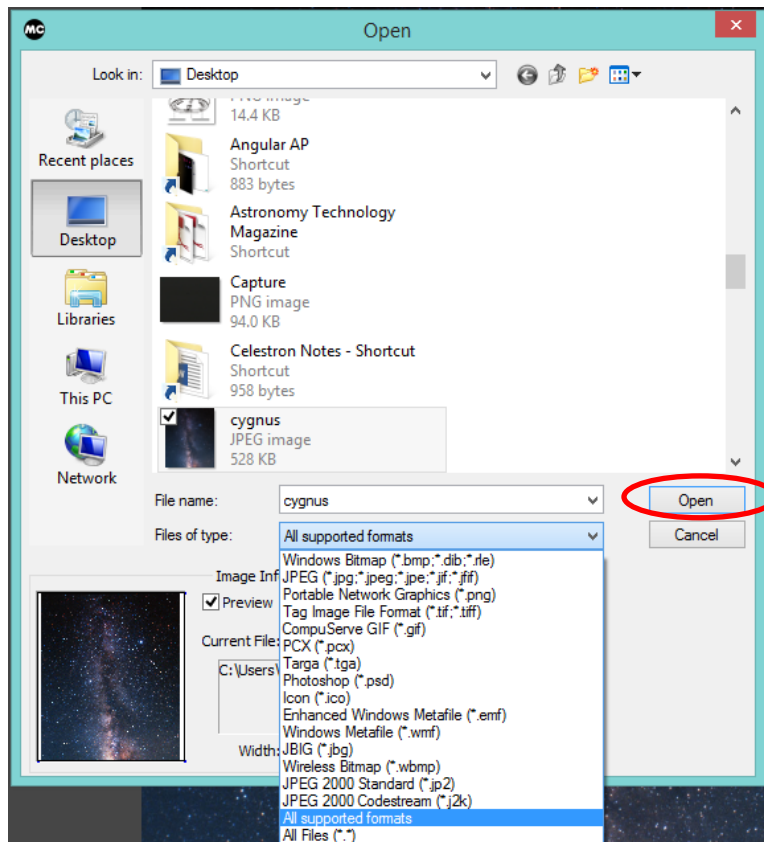 MC
Open
Look in:
Desktop
PNG image
14.4 KB
Angular AP
Shortcut
883 bytes
Astronomy Technology
Magazine
Shortcut
Capture
PNG image
94.0 KB
Celestron Notes - Shortcut
Shortcut
958 bytes
cygnus
JPEG image
528 KB
Recent places
Desktop
Libraries
This PC
Network
File name:
cygnus
Open
Files of type:
All supported formats
Cancel
Windows Bitmap (*.bmp;*.dib;*.rle)
JPEG (*.jpg;*.jpeg;*.jpe;*.jif;*.jfif)
Portable Network Graphics (*.png)
Tag Image File Format (*.tif;*.tiff)
CompuServe GIF (*.gif)
PCX (*.pcx)
Targa (*.tga)
Photoshop (*.psd)
Icon (*.ico)
Enhanced Windows Metafile (*.emf)
Windows Metafile (*.wmf)
JBIG (*.jbg)
Wireless Bitmap (*.wbmp)
JPEG 2000 Standard (*.jp2)
JPEG 2000 Codestream (*.j2k)
All supported formats
All Files (*.*)
Image Inf
Preview
Current File:
C:\Users\
Width: